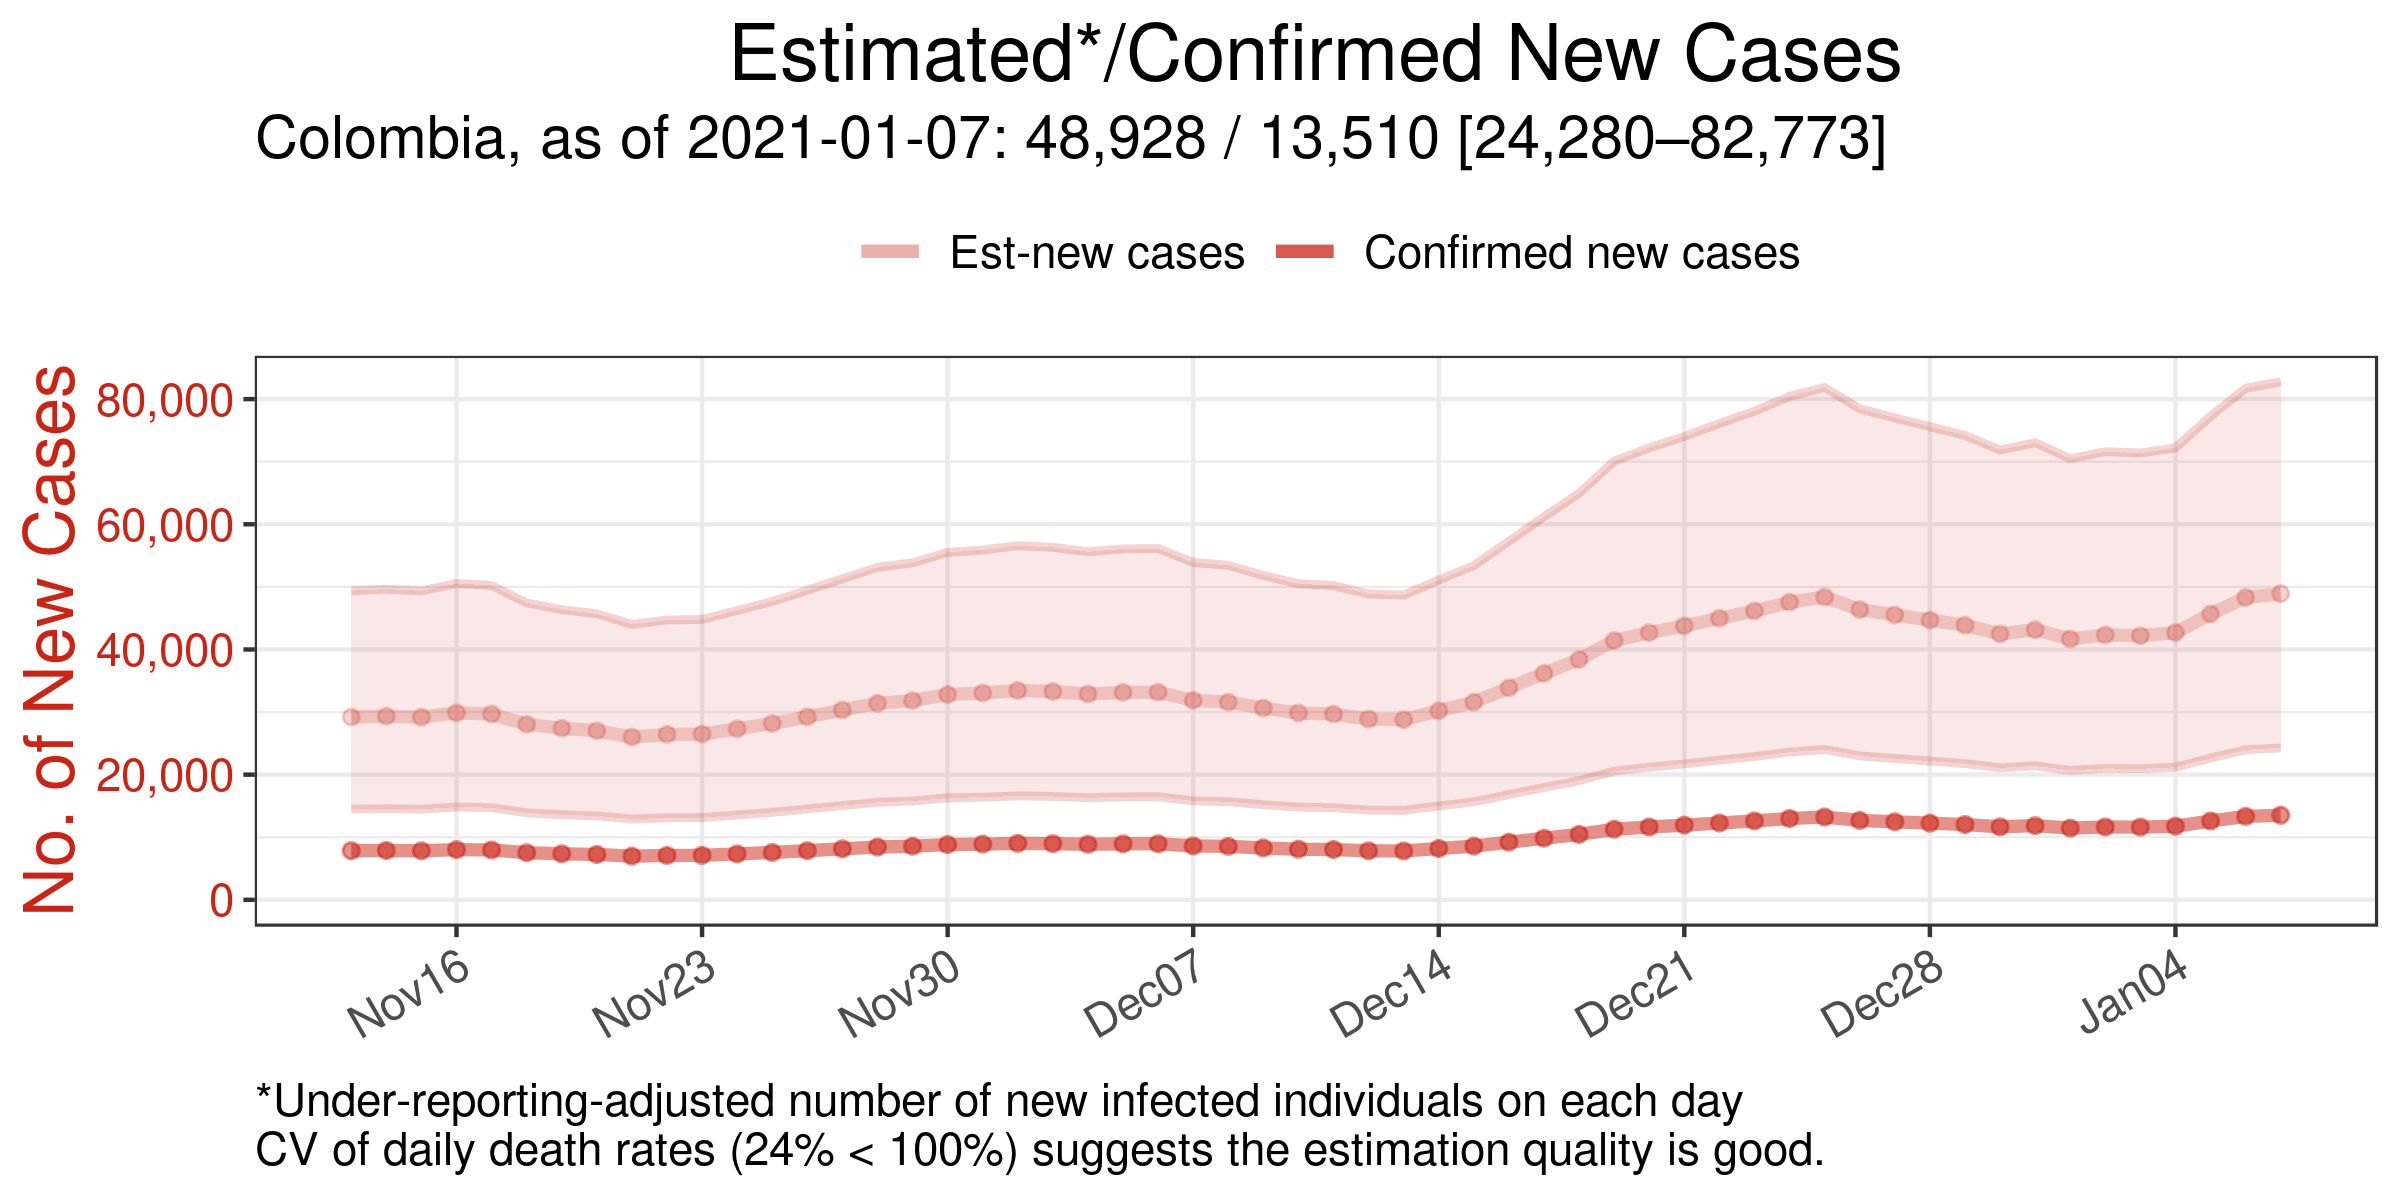 Estimated*/Confirmed New Cases
Colombia, as of 2021-01-07: 48,928 / 13,510 [24,280–82,773]
Est-new cases
Confirmed new cases
No. of New Cases
80,000
60,000
40,000
20,000
0
Nov16
Nov23
Nov30
Dec07
Dec14
Dec21
Dec28
Jan04
*Under-reporting-adjusted number of new infected individuals on each day
CV of daily death rates (24% < 100%) suggests the estimation quality is good.